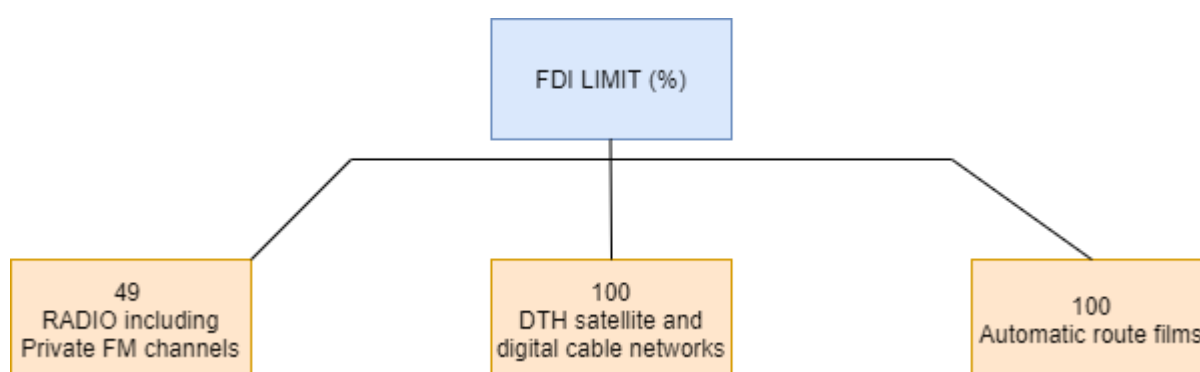 FDI LIMIT (%)
49
RADIO including
Private FM channels
100
DTH satellite and
digital cable networks
100
Automatic route films